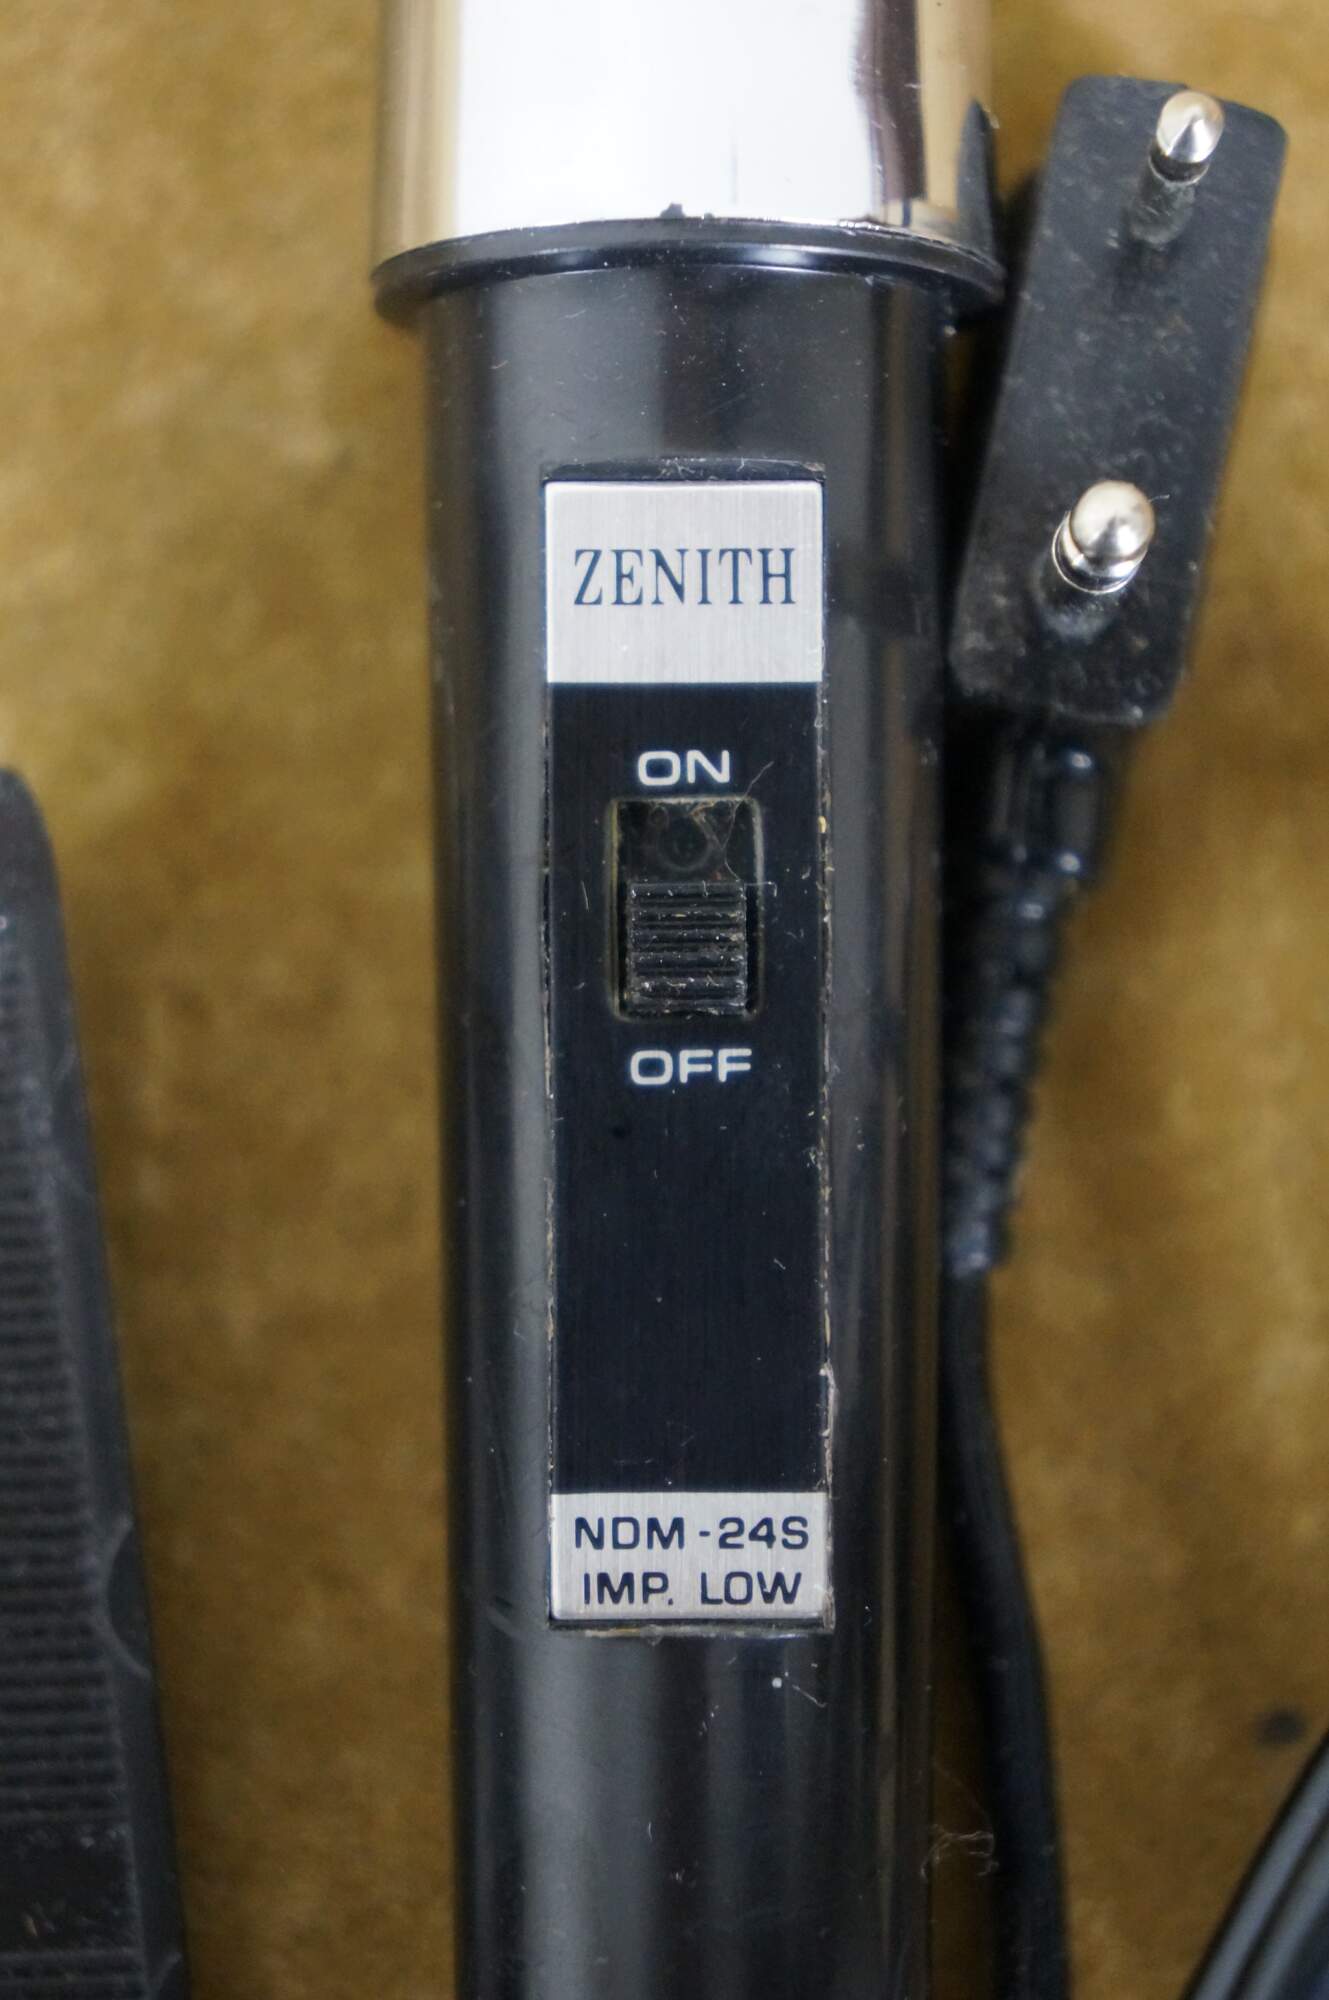 ZENITH
ON
OFF
NDM-24S
IMP. LOW